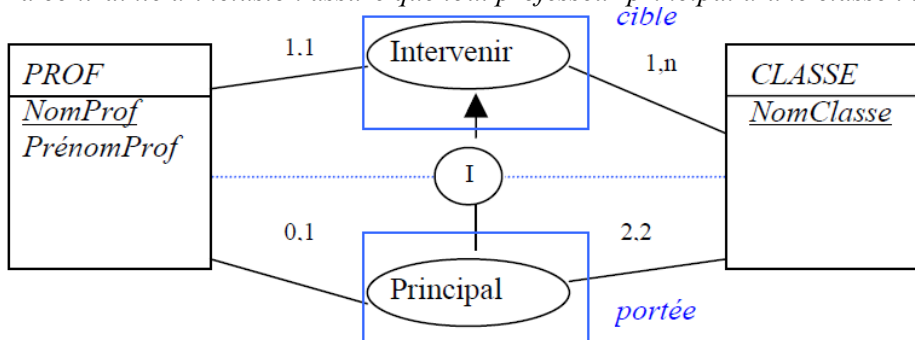 cible
1,1
Intervenir
1,n
PROF
CLASSE
NomProf
NomClasse
PrénomProf
I
0,1
2,2
Principal
portée